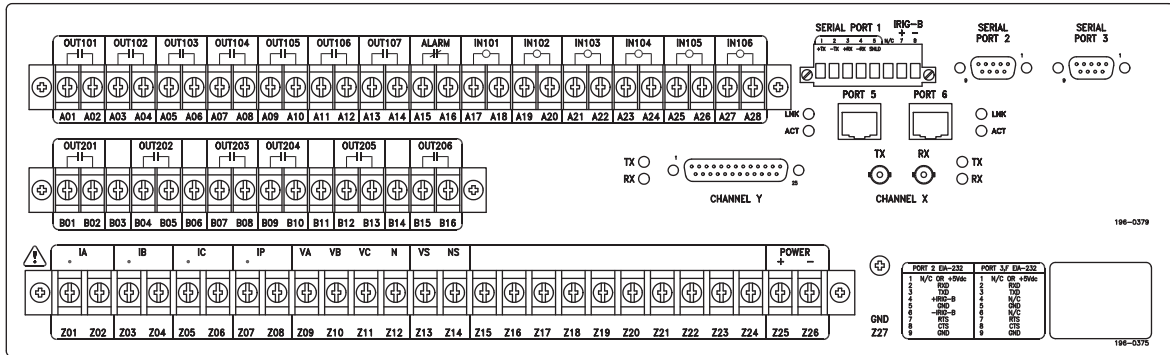 OUT101 OUT102 OUT103 OUT104 OUT105 OUT106 OUT107 ALARM IN101 IN102 IN103 IN104 IN105 IN106
A01 A02 A03 A04 A05 A06 A07 A08 A09 A10 A11 A12 A13 A14 A15 A16 A17 A18 A19 A20 A21 A22 A23 A24 A25 A26 A27 A28
SERIAL PORT 1 IRIG-B
+ −
1 2 3 4 5 N/C 7 8
+TX -TX +RX -RX SHLD
SERIAL
PORT 2
9 1
SERIAL
PORT 3
9 1
PORT 5 PORT 6
LNK LNK
ACT ACT
OUT201 OUT202 OUT203 OUT204 OUT205 OUT206
B01 B02 B03 B04 B05 B06 B07 B08 B09 B10 B11 B12 B13 B14 B15 B16
TX
RX
1 25
CHANNEL Y
TX RX
CHANNEL X
TX
RX
196-0379
IA IB IC IP VA VB VC N VS NS POWER
+ −
Z01 Z02 Z03 Z04 Z05 Z06 Z07 Z08 Z09 Z10 Z11 Z12 Z13 Z14 Z15 Z16 Z17 Z18 Z19 Z20 Z21 Z22 Z23 Z24 Z25 Z26
GND
Z27
PORT 2 EIA-232 PORT 3,F EIA-232
1 N/C OR +5Vdc 1 N/C OR +5Vdc
2 RXD 2 RXD
3 TXD 3 TXD
4 +IRIG-B 4 N/C
5 GND 5 GND
6 -IRIG-B 6 N/C
7 RTS 7 RTS
8 CTS 8 CTS
9 GND 9 GND
196-0375